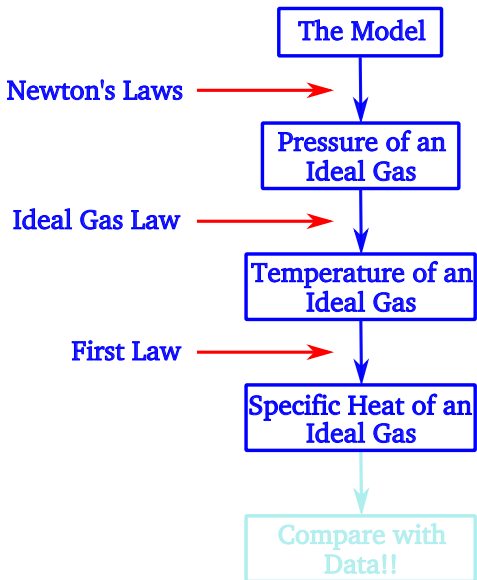 The Model
Newton's Laws
Pressure of an
Ideal Gas
Ideal Gas Law
Temperature of an
Ideal Gas
First Law
Specific Heat of an
Ideal Gas
Compare with
Data!!